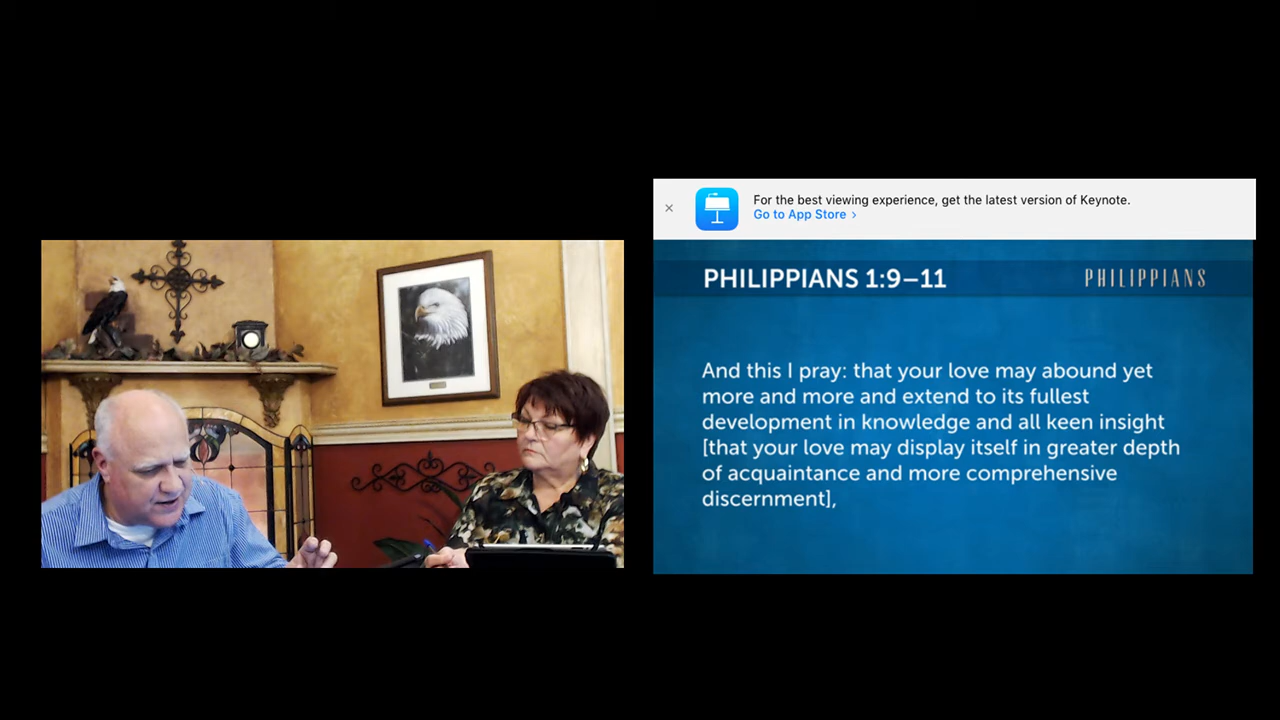 For the best viewing experience, get the latest version of Keynote.
Go to App Store ›
PHILIPPIANS 1:9–11
PHILIPPIANS
And this I pray: that your love may abound yet
more and more and extend to its fullest
development in knowledge and all keen insight
[that your love may display itself in greater depth
of acquaintance and more comprehensive
discernment],